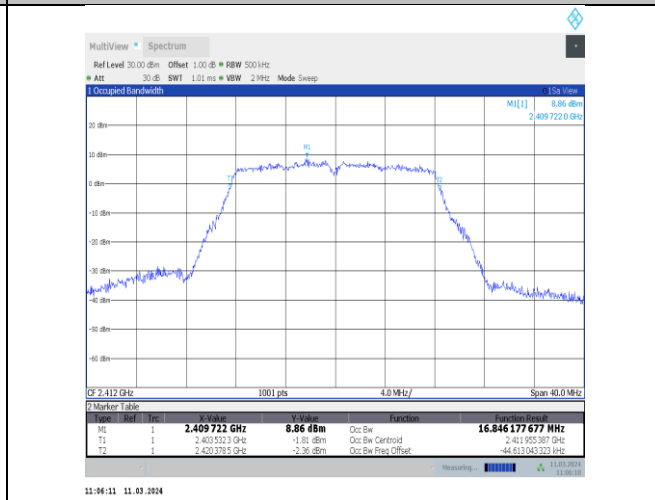 MultiView Spectrum
Ref Level 30.00 dBm Offset 1.00 dB RBW 500 kHz
Att 30 dB SWT 1.01 ms VBW 2 MHz Mode Sweep
1 Occupied Bandwidth 1Sa View
M1[1] 8.86 dBm
2.409 722 0 GHz
20 dBm
M1
10 dBm
T1 T2
0 dBm
-10 dBm
-20 dBm
-30 dBm
-40 dBm
-50 dBm
-60 dBm
CF 2.412 GHz 1001 pts 4.0 MHz/ Span 40.0 MHz
2 Marker Table
Type Ref Trc X-Value Y-Value Function Function Result
M1 1 2.409 722 GHz 8.86 dBm Occ Bw 16.846 177 677 MHz
T1 1 2.403 532 3 GHz -1.81 dBm Occ Bw Centroid 2.411 955 387 GHz
T2 1 2.420 378 5 GHz -2.36 dBm Occ Bw Freq Offset -44.613 043 323 kHz
Measuring... 11.03.2024
11:06:10
11:06:11 11.03.2024